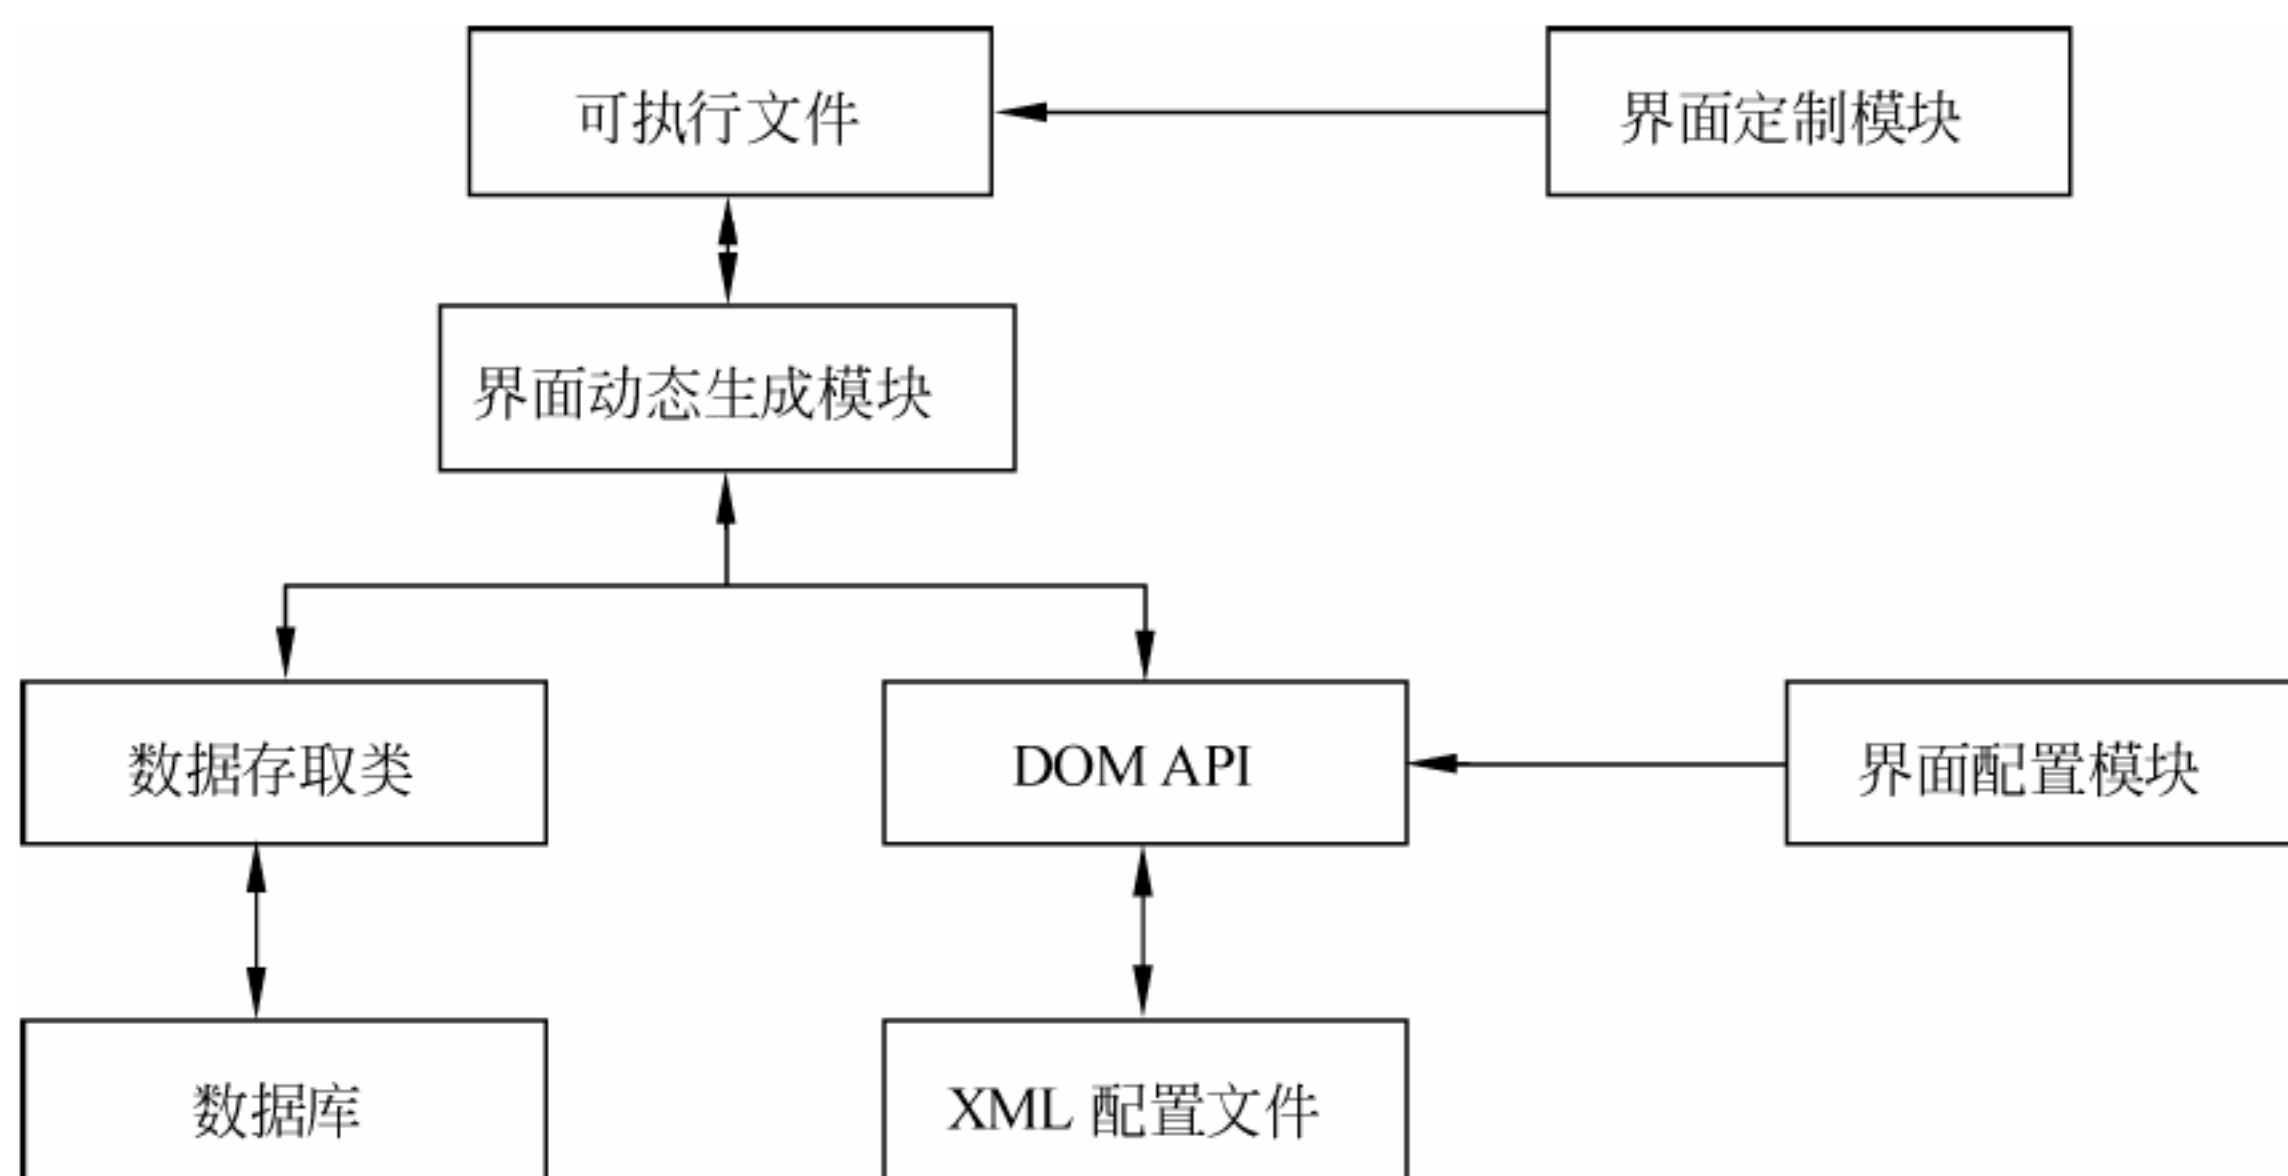 可执行文件
界面定制模块
界面动态生成模块
数据存取类
DOM API
界面配置模块
数据库
XML 配置文件